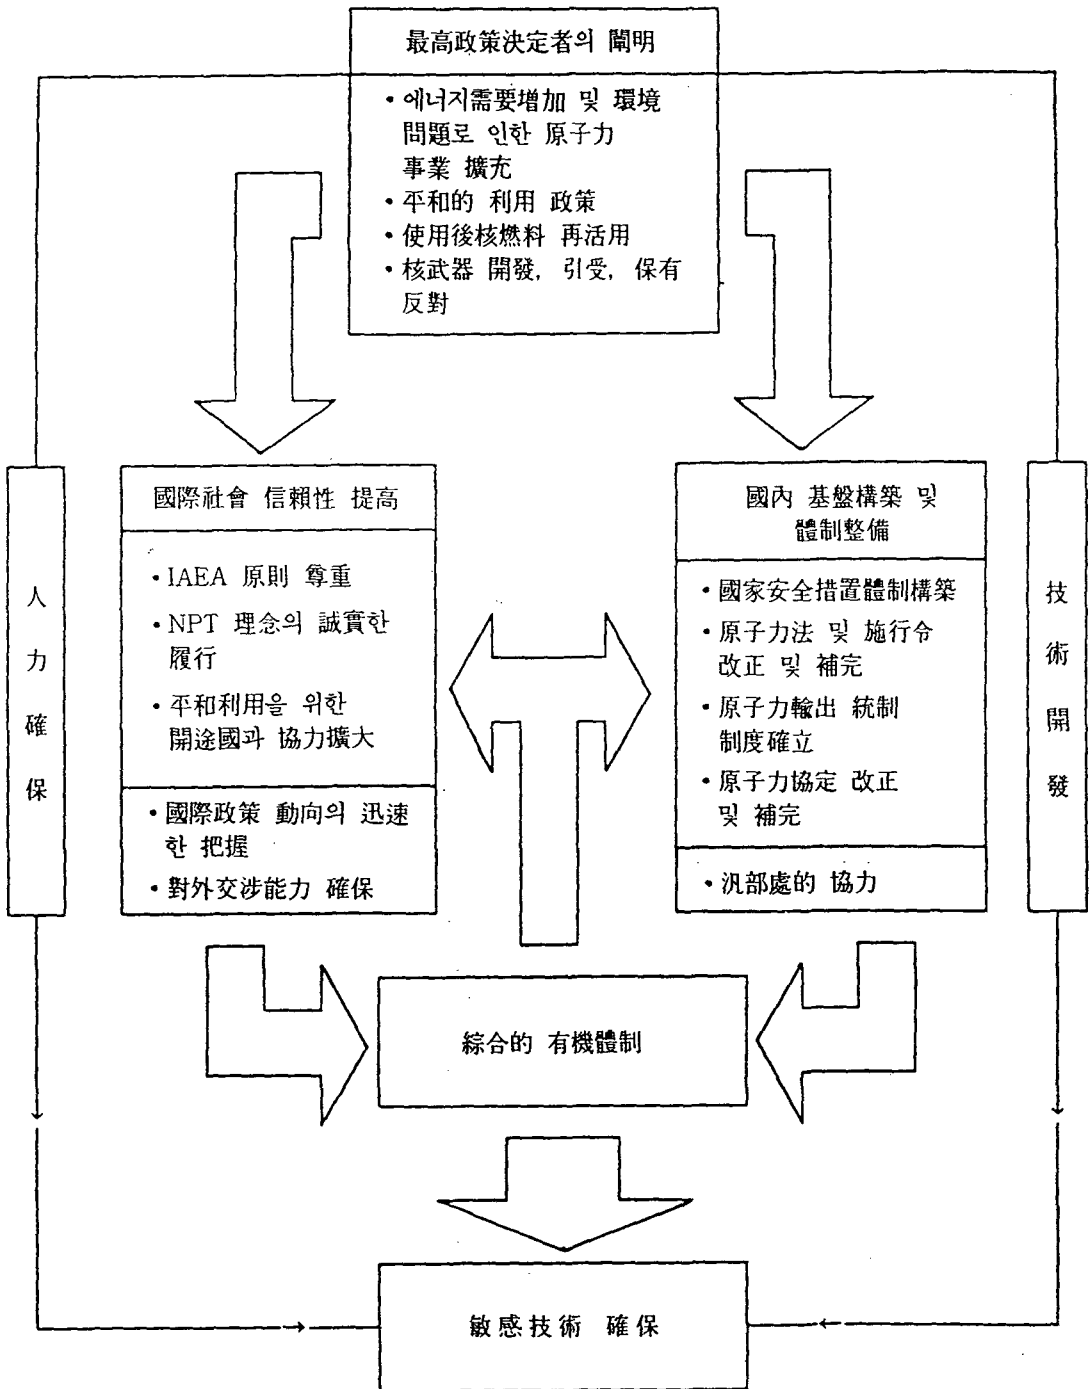 最高政策決定者의 闡明
• 에너지需要增加 및 環境
問題로 인한 原子力
事業 擴充
• 平和的 利用 政策
• 使用後核燃料 再活用
• 核武器 開發, 引受, 保有
反對
人力確保
國際社會 信賴性 提高
• IAEA 原則 尊重
• NPT 理念의 誠實한
履行
• 平和利用을 위한
開途國과 協力擴大
• 國際政策 動向의 迅速
한 把握
• 對外交涉能力 確保
國內 基盤構築 및
體制整備
• 國家安全措置體制構築
• 原子力法 및 施行令
改正 및 補完
• 原子力輸出 統制
制度確立
• 原子力協定 改正
및 補完
• 汎部處的 協力
技術開發
綜合的 有機體制
敏感技術 確保